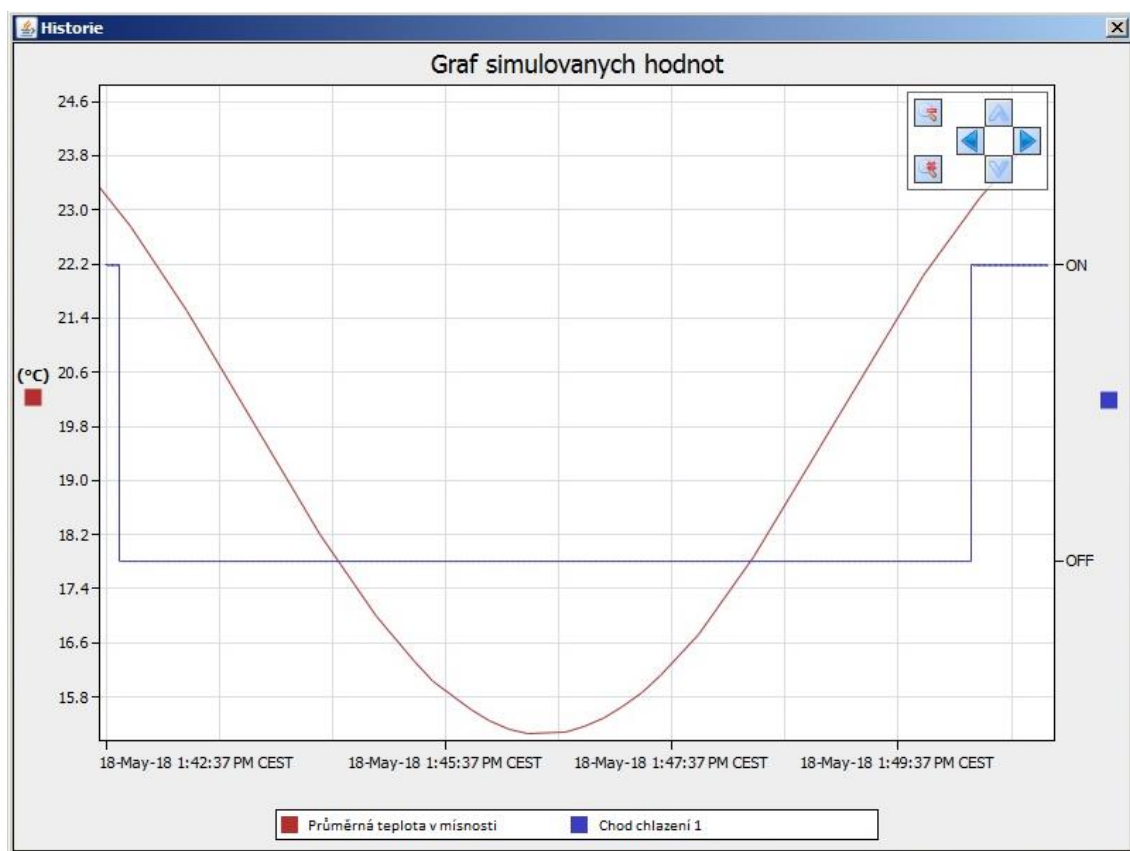 Historie
Graf simulovanych hodnot
24.6
23.8
23.0
22.2
21.4
20.6
19.8
19.0
18.2
17.4
16.6
15.8
(°C)
ON
OFF
18-May-18 1:42:37 PM CEST
18-May-18 1:45:37 PM CEST
18-May-18 1:47:37 PM CEST
18-May-18 1:49:37 PM CEST
Průměrná teplota v mísnosti
Chod chlazení 1